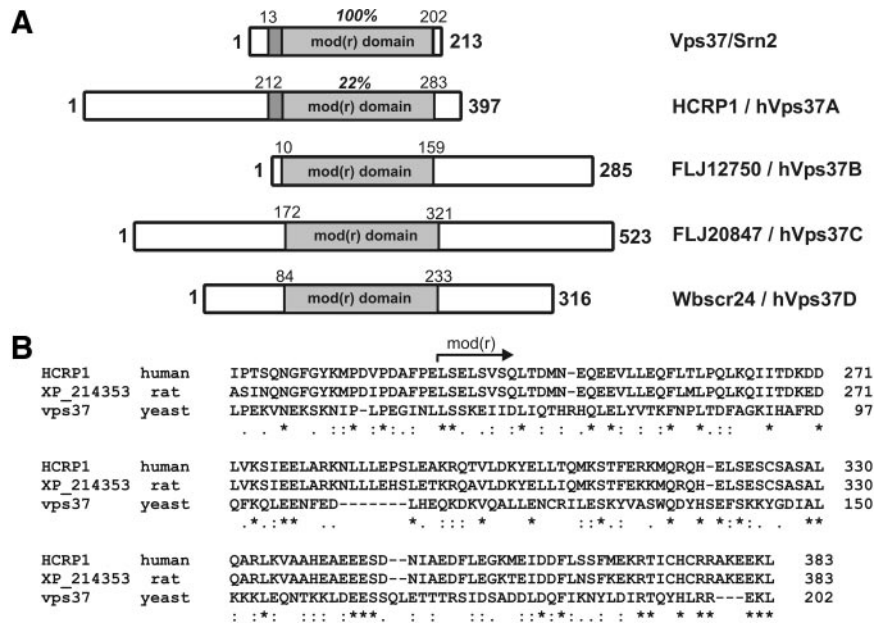 A
13 100% 202
1 mod(r) domain 213 Vps37/Srn2
212 22% 283
1 mod(r) domain 397 HCRP1 / hVps37A
10 159
1 mod(r) domain 285 FLJ12750 / hVps37B
172 321
1 mod(r) domain 523 FLJ20847 / hVps37C
84 233
1 mod(r) domain 316 Wbscr24 / hVps37D
B
mod(r)
HCRP1 human IPTSQNGFGYKMPDVPDAFPELSELSVSQLTDMN-EQEEVLLEQFLTLPQLKQIITDKDD 271
XP_214353 rat ASINQNGFGYKMPDIPDAFPELSELSVSQLTDMN-EQEEVLLEQFLMLPQLKQIITDKED 271
vps37 yeast LPEKVNEKSKNIP-LPEGINLLSSKEIIDLIQTHRHQLELYVTKFNPLTDFAGKIHAFRD 97
. . * . ::* :*: . ** . : : : * * : * .:: * *
HCRP1 human LVKSIEELARKNLLLEPSLEAKRQTVLDKYELLTQMKSTFERKMQRQH-ELSESCSASAL 330
XP_214353 rat LVKSIEELARKNLLLEHSLETKRQAVLDKYELLTQMKSTFEKKMQRQH-ELSESCSASAL 330
vps37 yeast QFKQLEENFED-------LHEQKDKVQALLENCRILESKYVASWQDYHSEFSKKYGDIAL 150
.*:** .. *. ::: * * ::*.: . * * *:*:. . **
HCRP1 human QARLKVAAHEAEEESD--NIAEDFLEGKMEIDDFLSSFMEKRTICHCRRAKEEKL 383
XP_214353 rat QARLKVAAHEAEEESD--NIAEDFLEGKTEIDDFLNSFKEKRTICHCRRAKEEKL 383
vps37 yeast KKKLEQNTKKLDEESSQLETTTRSIDSADDLDQFIKNYLDIRTQYHLRR---EKL 202
: :*: ::: :***. : : ::. ::*:*:..: : ** * ** ***